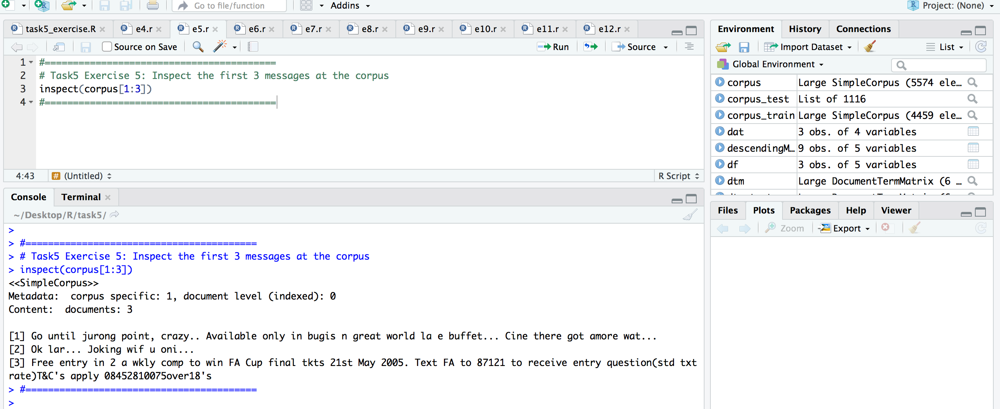 Go to file/function
Addins
Project: (None)
task5_exercise.R
e4.r
e5.r
e6.r
e7.r
e8.r
e9.r
e10.r
e11.r
e12.r
Source on Save
Run
Source
1 #=========================================
2 # Task5 Exercise 5: Inspect the first 3 messages at the corpus
3 inspect(corpus[1:3])
4 #=========================================
4:43
# (Untitled)
R Script
Console
Terminal
~/Desktop/R/task5/
>
> #=========================================
> # Task5 Exercise 5: Inspect the first 3 messages at the corpus
> inspect(corpus[1:3])
<<SimpleCorpus>>
Metadata:  corpus specific: 1, document level (indexed): 0
Content:  documents: 3
[1] Go until jurong point, crazy.. Available only in bugis n great world la e buffet... Cine there got amore wat...
[2] Ok lar... Joking wif u oni...
[3] Free entry in 2 a wkly comp to win FA Cup final tkts 21st May 2005. Text FA to 87121 to receive entry question(std txt
rate)T&C's apply 08452810075over18's
> #=========================================
>
Environment
History
Connections
Import Dataset
List
Global Environment
corpus Large SimpleCorpus (5574 ele…
corpus_test List of 1116
corpus_train Large SimpleCorpus (4459 ele…
dat 3 obs. of 4 variables
descendingM… 9 obs. of 5 variables
df 3 obs. of 5 variables
dtm Large DocumentTermMatrix (6 …
Files
Plots
Packages
Help
Viewer
Zoom
Export